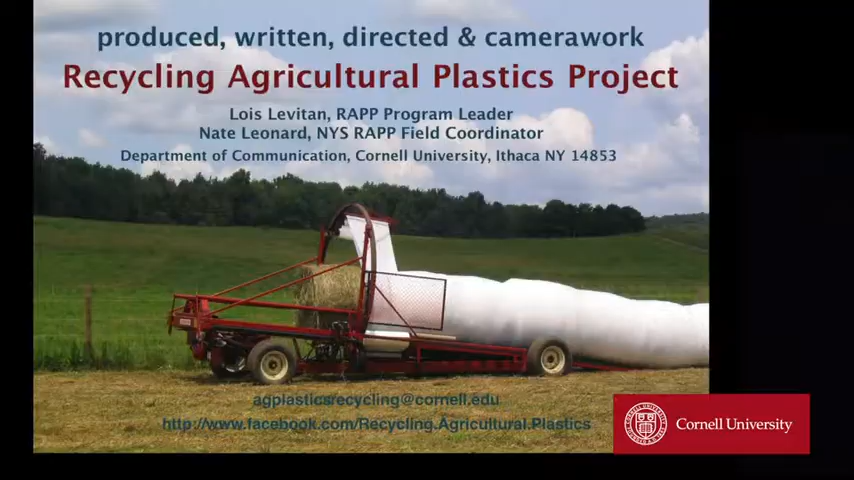 produced, written, directed & camerawork
Recycling Agricultural Plastics Project
Lois Levitan, RAPP Program Leader
Nate Leonard, NYS RAPP Field Coordinator
Department of Communication, Cornell University, Ithaca NY 14853
agplasticsrecycling@cornell.edu
http://www.facebook.com/Recycling.Agricultural.Plastics
Cornell University